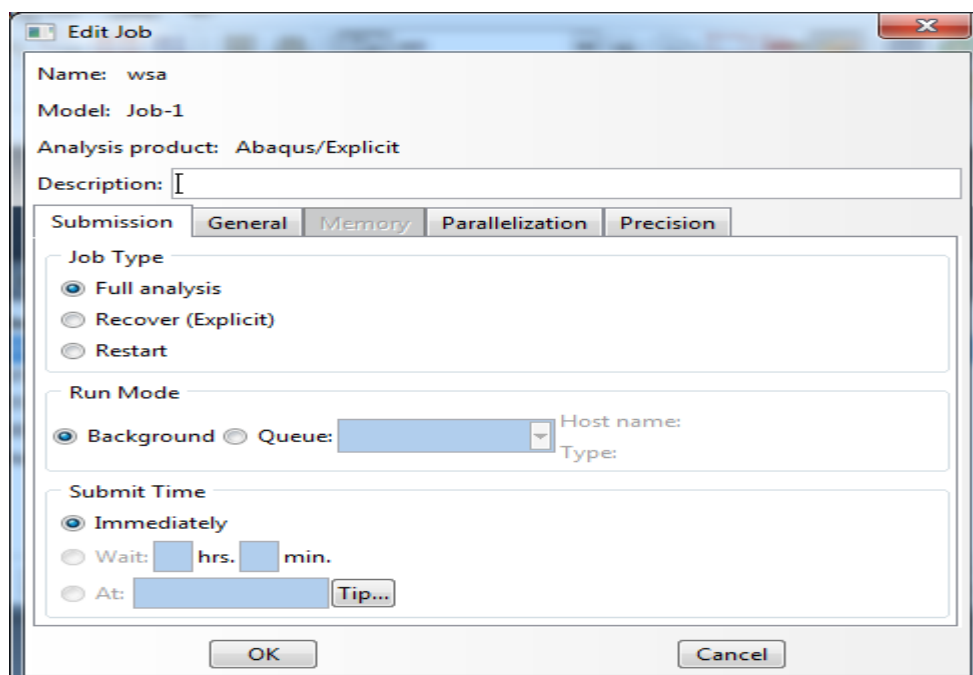 Edit Job
Name: wsa
Model: Job-1
Analysis product: Abaqus/Explicit
Description:
Submission General Memory Parallelization Precision
Job Type
Full analysis
Recover (Explicit)
Restart
Run Mode
Background Queue: Host name:
Type:
Submit Time
Immediately
Wait: hrs. min.
At: Tip...
OK Cancel